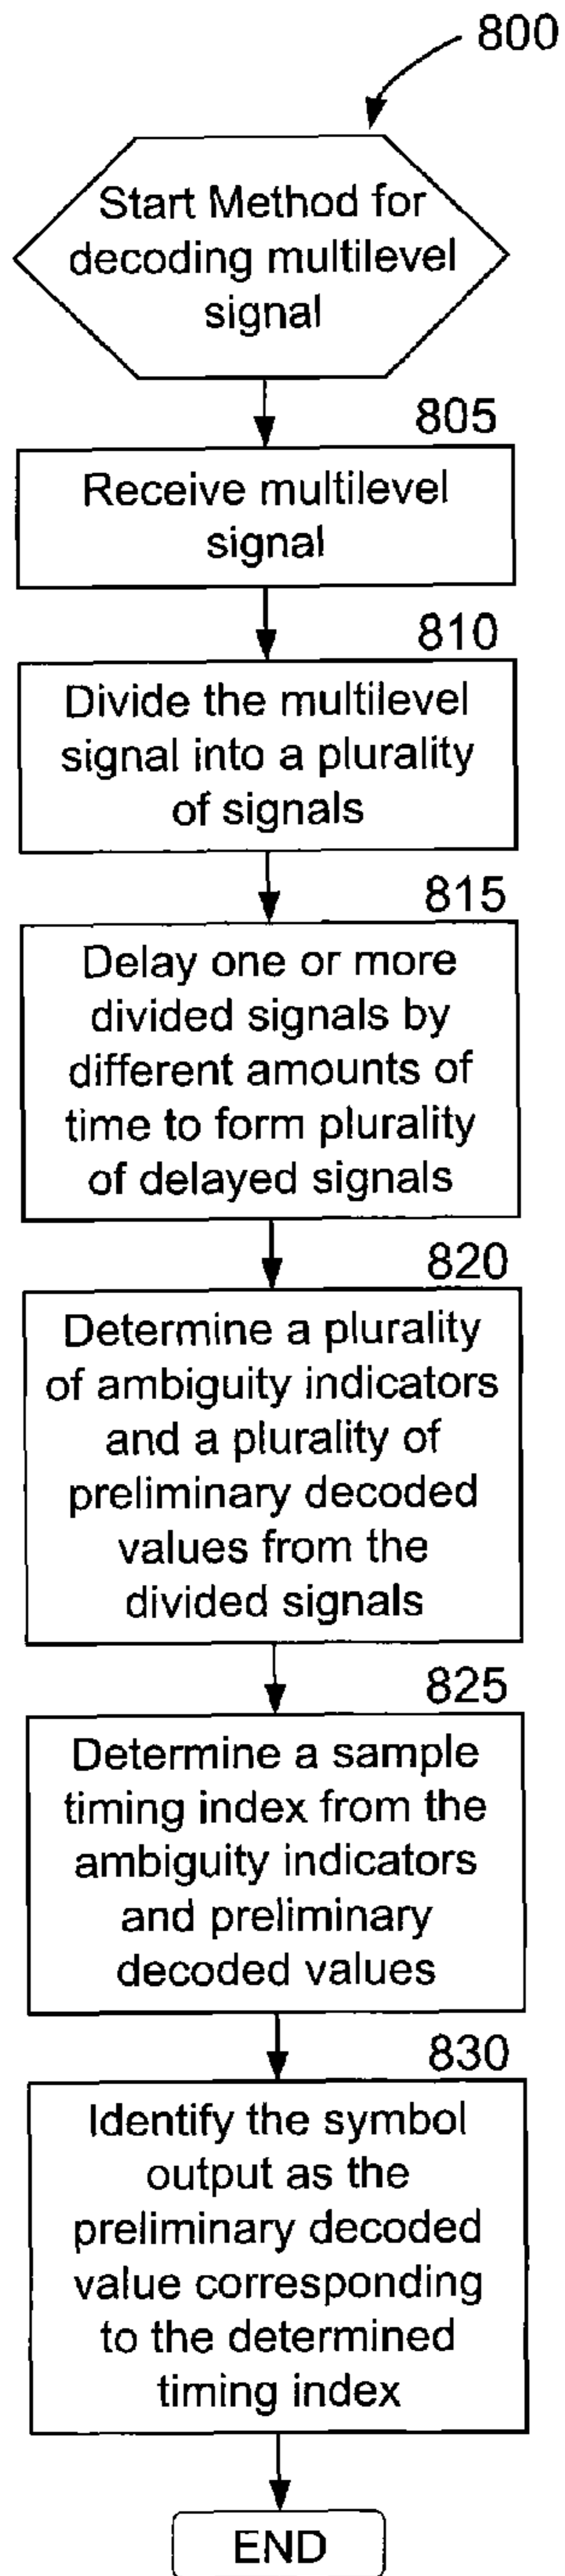 800
Start Method for
decoding multilevel
signal
805
Receive multilevel
signal
810
Divide the multilevel
signal into a plurality
of signals
815
Delay one or more
divided signals by
different amounts of
time to form plurality
of delayed signals
820
Determine a plurality
of ambiguity indicators
and a plurality of
preliminary decoded
values from the
divided signals
825
Determine a sample
timing index from the
ambiguity indicators
and preliminary
decoded values
830
Identify the symbol
output as the
preliminary decoded
value corresponding
to the determined
timing index
END